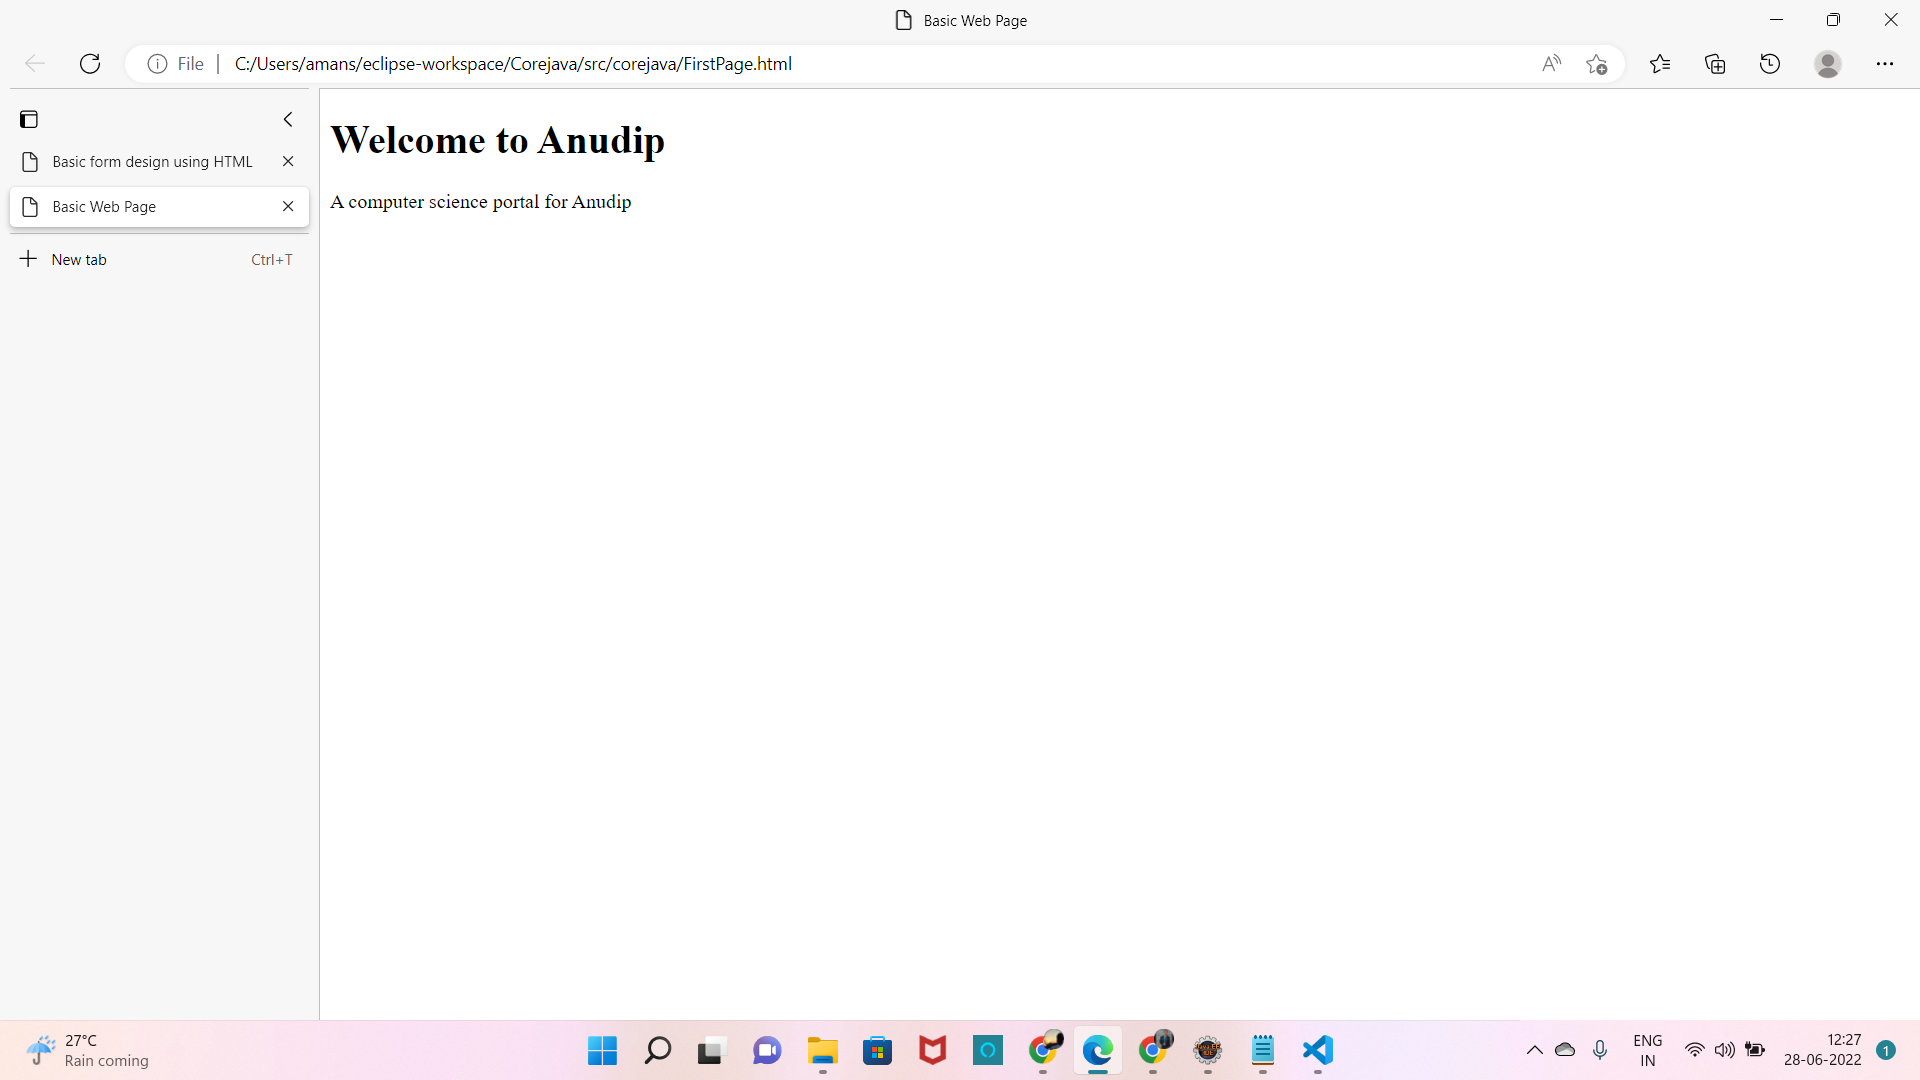 Basic Web Page
File
C:/Users/amans/eclipse-workspace/Corejava/src/corejava/FirstPage.html
Basic form design using HTML
Basic Web Page
New tab Ctrl+T
Welcome to Anudip
A computer science portal for Anudip
27°C
Rain coming
ENG
IN
12:27
28-06-2022
1